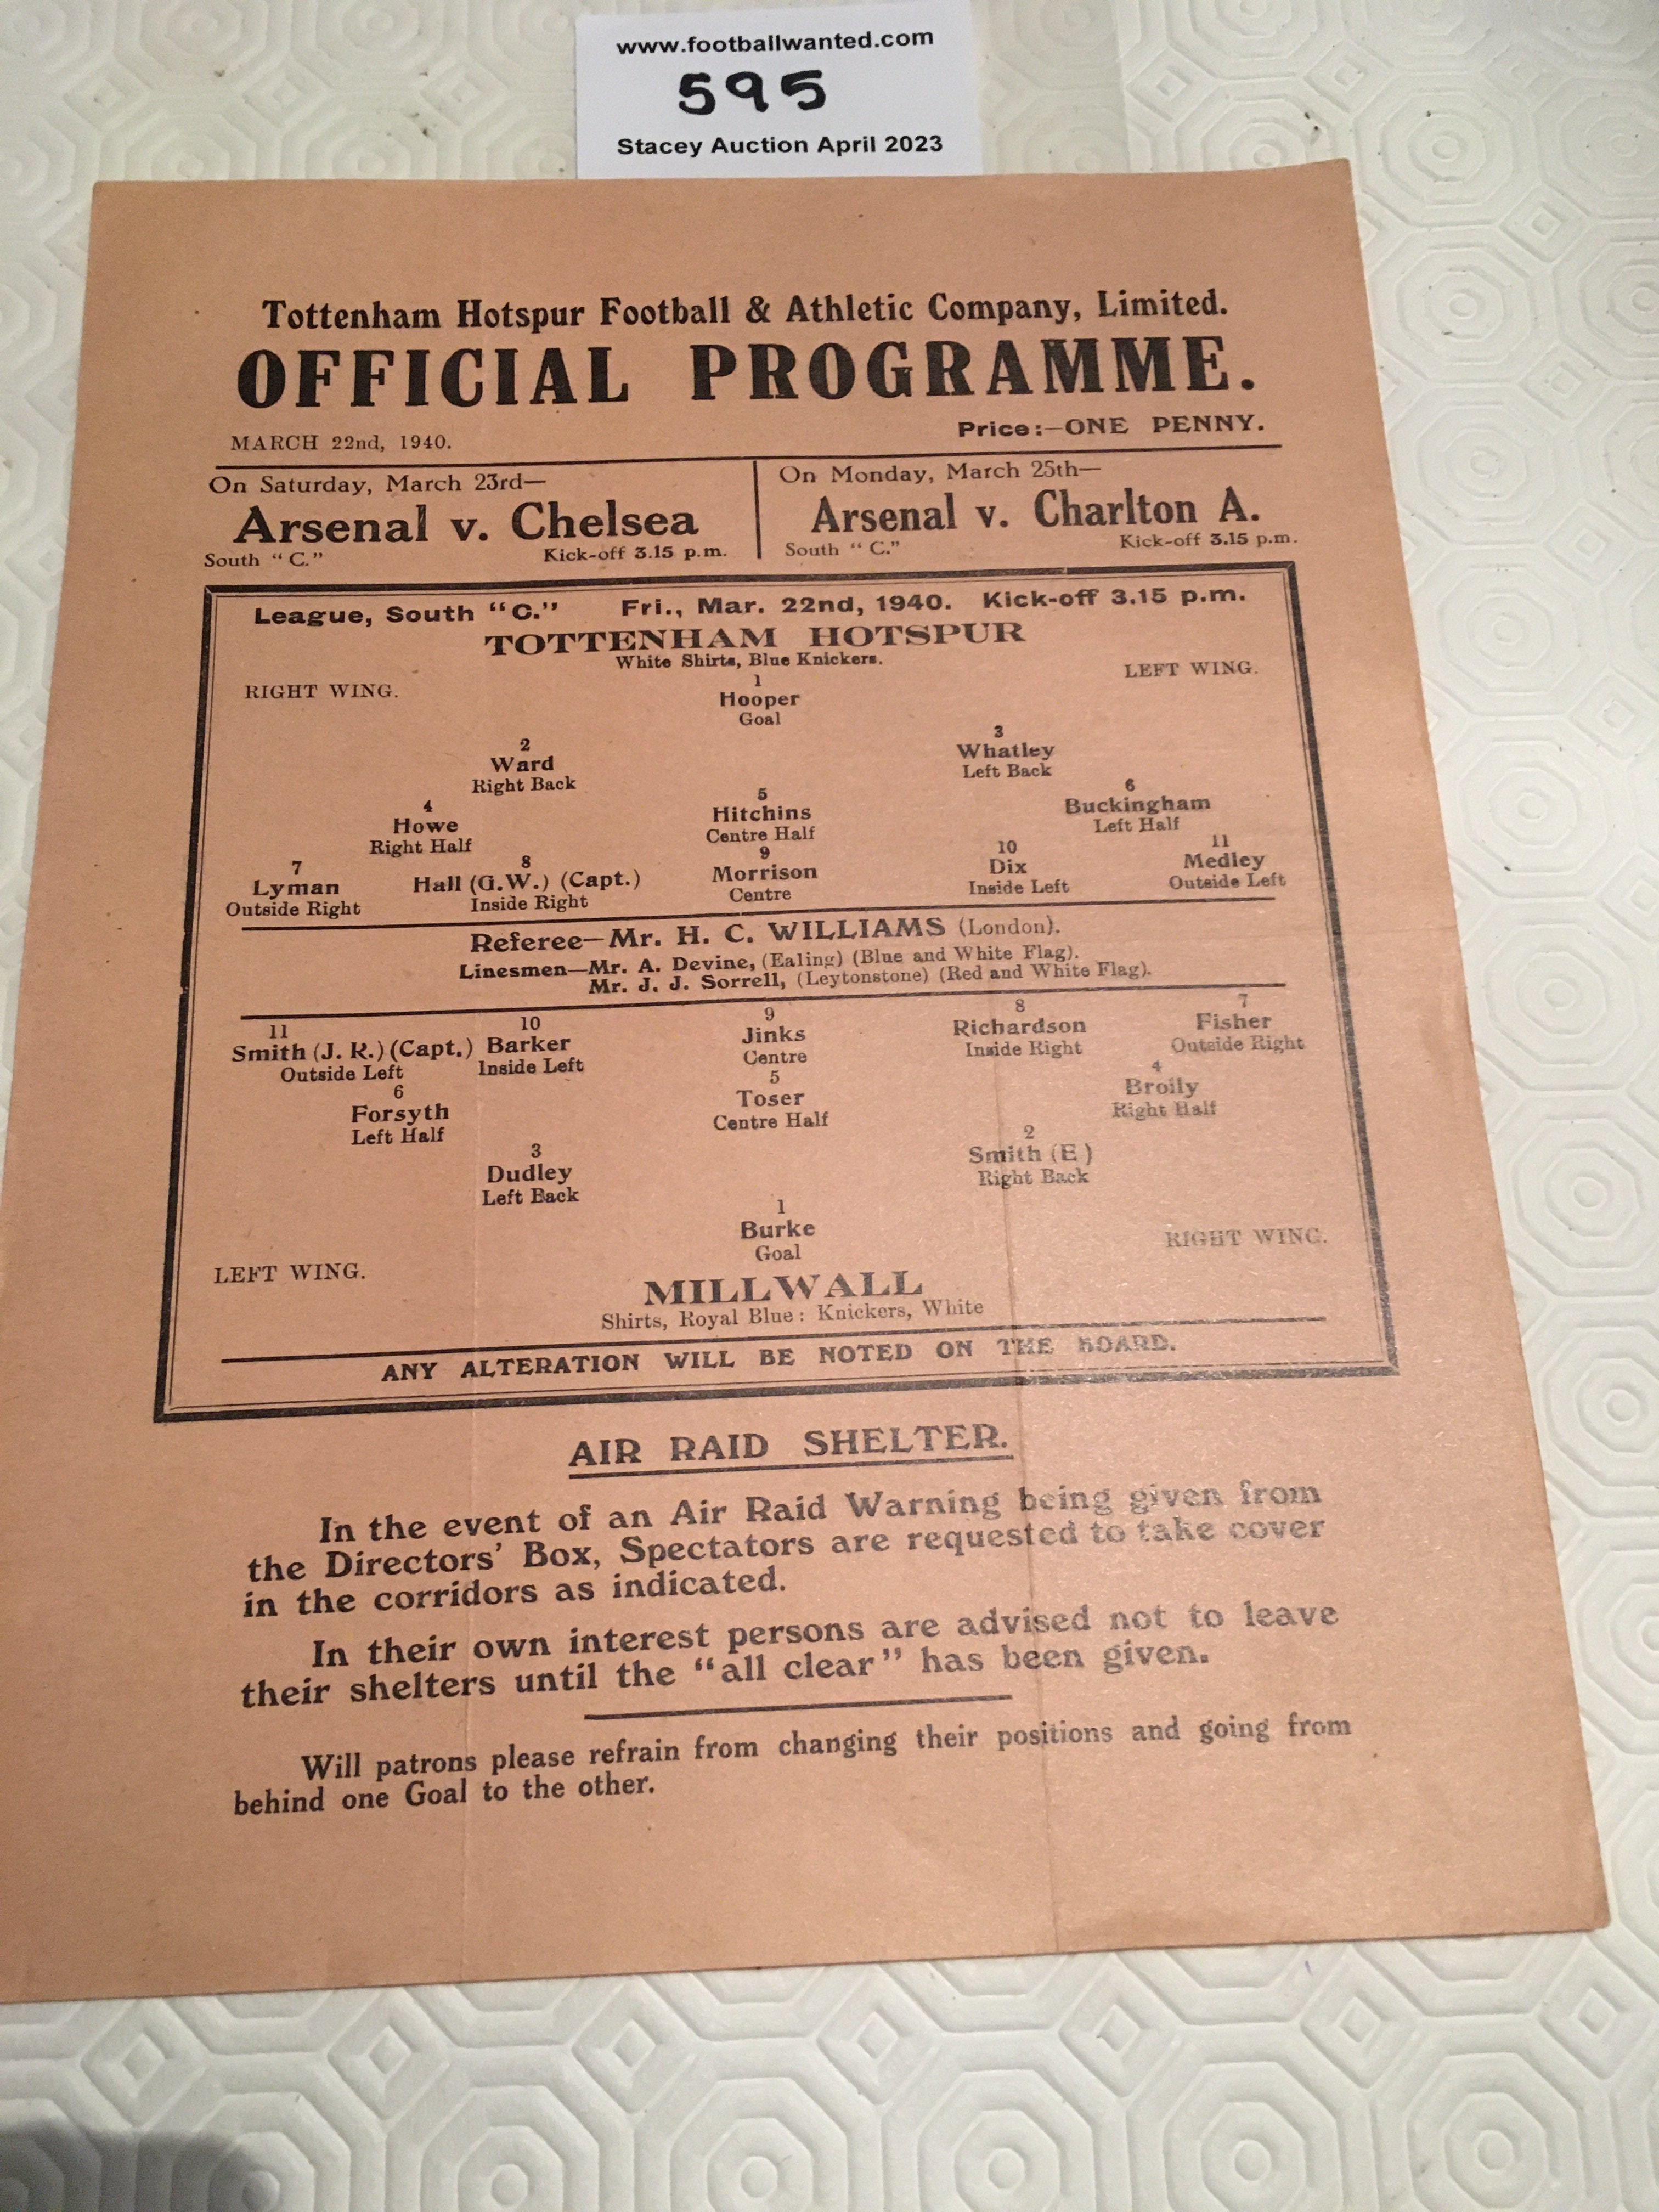 www.footballwanted.com
595
Stacey Auction April 2023
Tottenham Hotspur Football & Athletic Company, Limited.
OFFICIAL PROGRAMME.
MARCH 22nd, 1940.
Price:—ONE PENNY.
On Saturday, March 23rd—
Arsenal v. Chelsea
South "C."
Kick-off 3.15 p.m.
On Monday, March 25th—
Arsenal v. Charlton A.
South "C."
Kick-off 3.15 p.m.
League, South "C." Fri., Mar. 22nd, 1940. Kick-off 3.15 p.m.
TOTTENHAM HOTSPUR
White Shirts, Blue Knickers.
RIGHT WING.
LEFT WING.
1
Hooper
Goal
2
Ward
Right Back
3
Whatley
Left Back
4
Howe
Right Half
5
Hitchins
Centre Half
6
Buckingham
Left Half
7
Lyman
Outside Right
8
Hall (G.W.) (Capt.)
Inside Right
9
Morrison
Centre
10
Dix
Inside Left
11
Medley
Outside Left
Referee—Mr. H. C. WILLIAMS (London).
Linesmen—Mr. A. Devine, (Ealing) (Blue and White Flag).
Mr. J. J. Sorrell, (Leytonstone) (Red and White Flag).
11
Smith (J. R.) (Capt.)
Outside Left
10
Barker
Inside Left
9
Jinks
Centre
8
Richardson
Inside Right
7
Fisher
Outside Right
6
Forsyth
Left Half
5
Toser
Centre Half
4
Broily
Right Half
3
Dudley
Left Back
2
Smith (E )
Right Back
1
Burke
Goal
LEFT WING.
RIGHT WING.
MILLWALL
Shirts, Royal Blue : Knickers, White
ANY ALTERATION WILL BE NOTED ON THE BOARD.
AIR RAID SHELTER.
In the event of an Air Raid Warning being given from
the Directors' Box, Spectators are requested to take cover
in the corridors as indicated.
In their own interest persons are advised not to leave
their shelters until the "all clear" has been given.
Will patrons please refrain from changing their positions and going from
behind one Goal to the other.